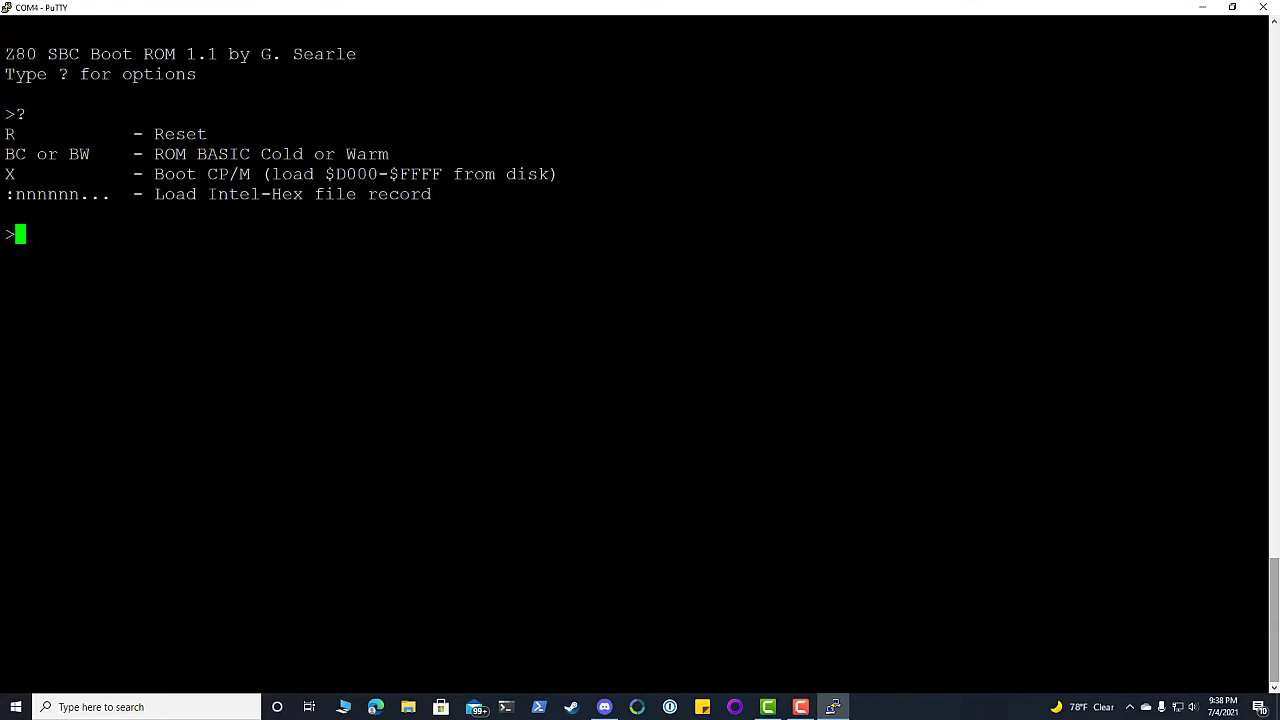 COM4 - PuTTY
Z80 SBC Boot ROM 1.1 by G. Searle
Type ? for options
>?
R - Reset
BC or BW - ROM BASIC Cold or Warm
X - Boot CP/M (load $D000-$FFFF from disk)
:nnnnnn... - Load Intel-Hex file record
>
Type here to search
99+
78°F Clear
9:38 PM
7/4/2021